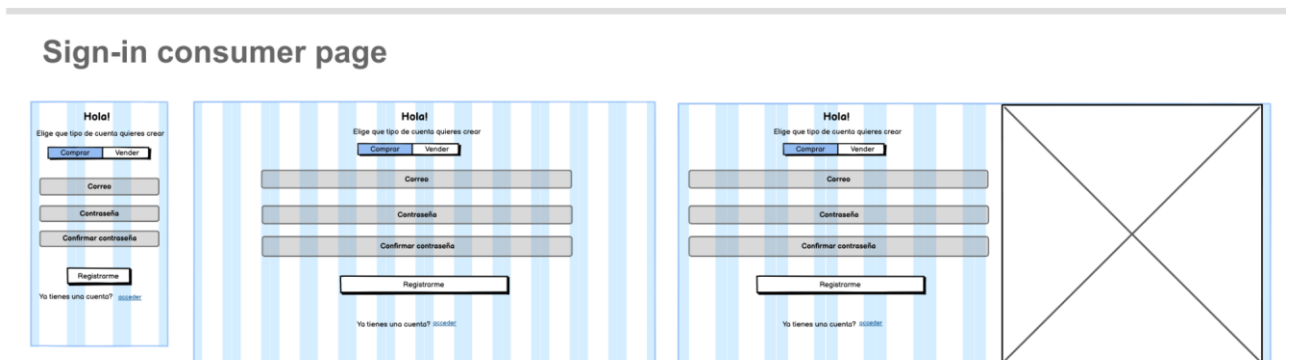 Sign-in consumer page
Hola!
Elige que tipo de cuenta quieres crear
Comprar Vender
Correo
Contraseña
Confirmar contraseña
Registrarme
Ya tienes una cuenta? acceder
Hola!
Elige que tipo de cuenta quieres crear
Comprar Vender
Correo
Contraseña
Confirmar contraseña
Registrarme
Ya tienes una cuenta? acceder
Hola!
Elige que tipo de cuenta quieres crear
Comprar Vender
Correo
Contraseña
Confirmar contraseña
Registrarme
Ya tienes una cuenta? acceder